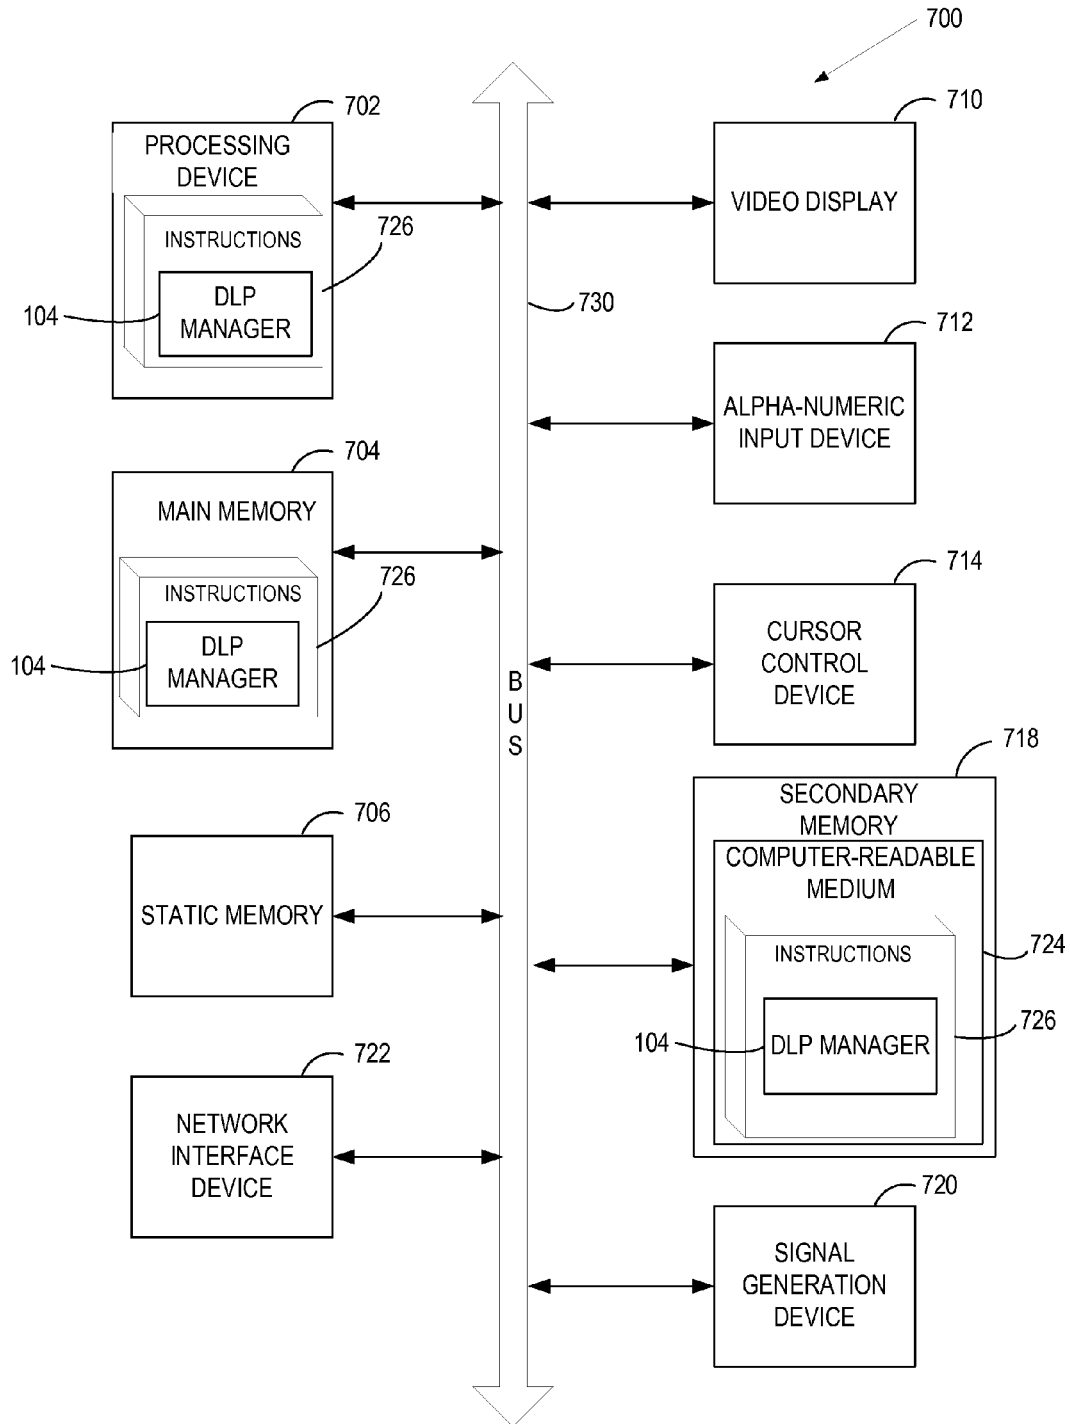 700
702
PROCESSING
DEVICE
INSTRUCTIONS
726
DLP
MANAGER
104
704
MAIN MEMORY
INSTRUCTIONS
726
DLP
MANAGER
104
706
STATIC MEMORY
722
NETWORK
INTERFACE
DEVICE
730
B
U
S
710
VIDEO DISPLAY
712
ALPHA-NUMERIC
INPUT DEVICE
714
CURSOR
CONTROL
DEVICE
718
SECONDARY
MEMORY
COMPUTER-READABLE
MEDIUM
724
INSTRUCTIONS
726
104
DLP MANAGER
720
SIGNAL
GENERATION
DEVICE